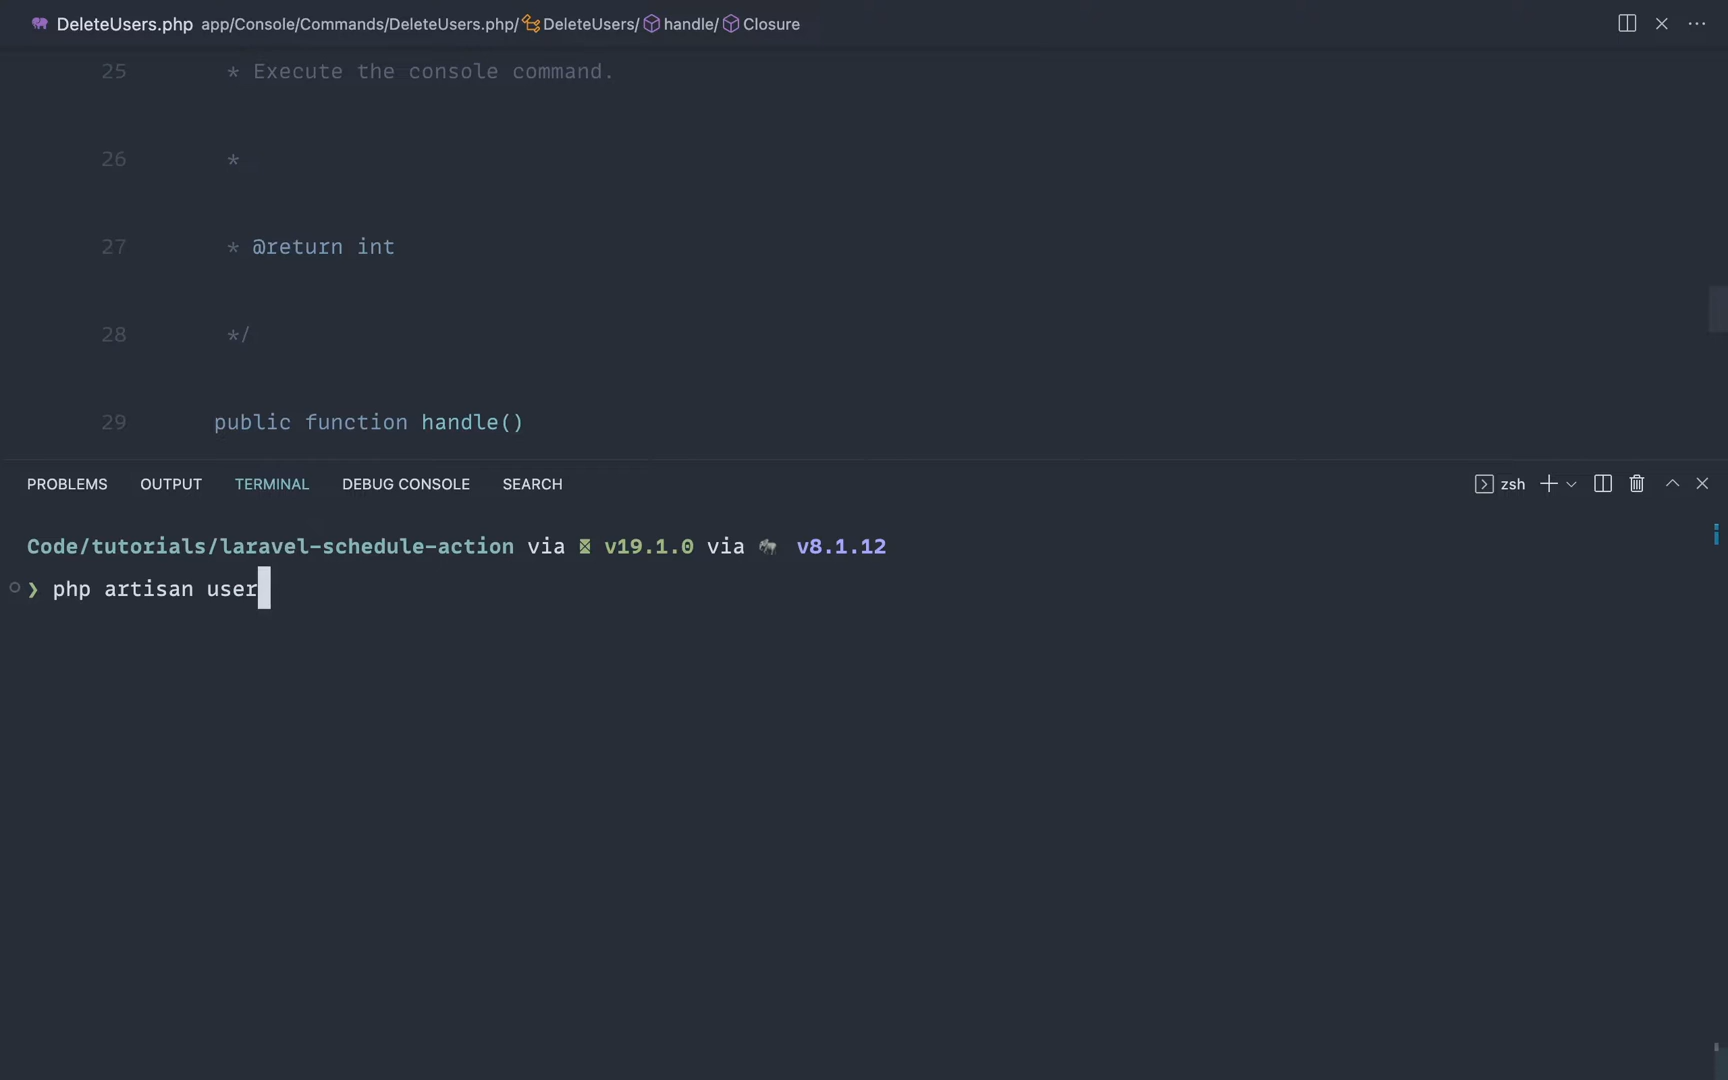 DeleteUsers.php app/Console/Commands/DeleteUsers.php/ DeleteUsers/ handle/ Closure
25 * Execute the console command.
26 *
27 * @return int
28 */
29 public function handle()
PROBLEMS OUTPUT TERMINAL DEBUG CONSOLE SEARCH zsh
Code/tutorials/laravel-schedule-action via v19.1.0 via 🐘 v8.1.12
❯ php artisan user